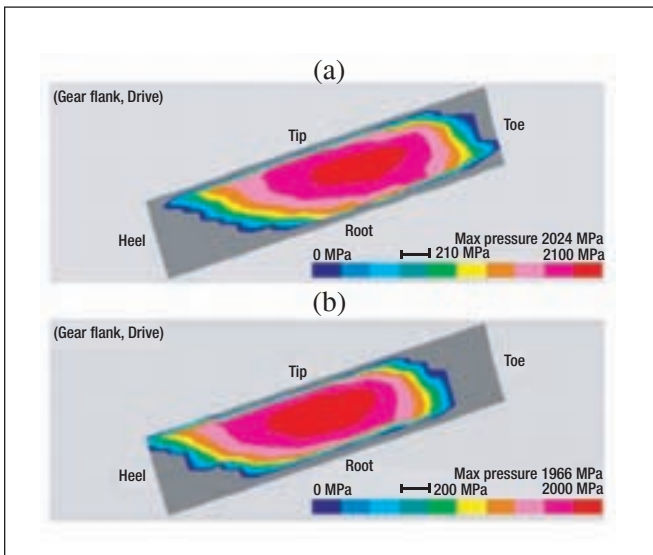 (a)
(Gear flank, Drive)
Tip
Toe
Heel
Root
Max pressure 2024 MPa
0 MPa 210 MPa 2100 MPa
(b)
(Gear flank, Drive)
Tip
Toe
Heel
Root
Max pressure 1966 MPa
0 MPa 200 MPa 2000 MPa